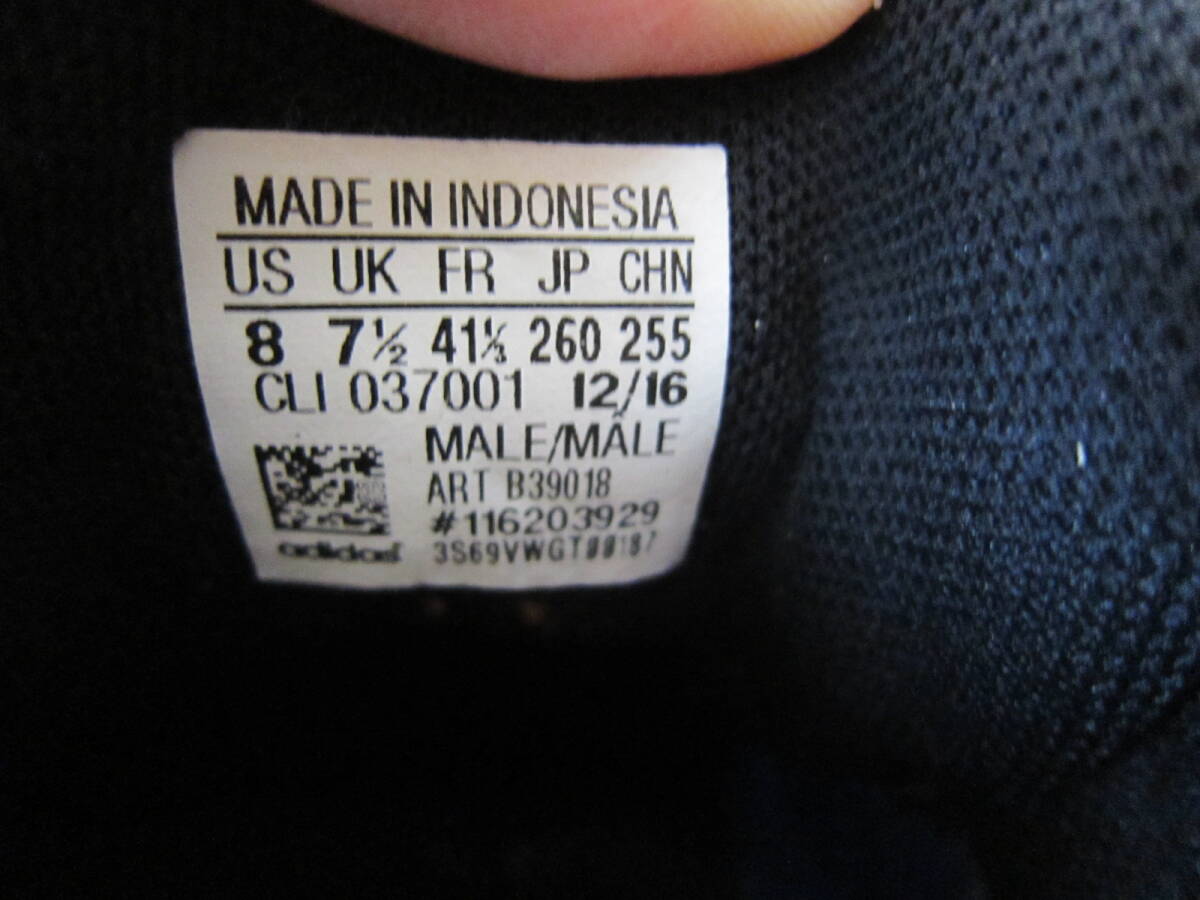 MADE IN INDONESIA
US UK FR JP CHN
8 7½ 41⅓ 260 255
CLI 037001 12/16
MALE/MÂLE
ART B39018
#116203929
adidas 3S69VWGT00187